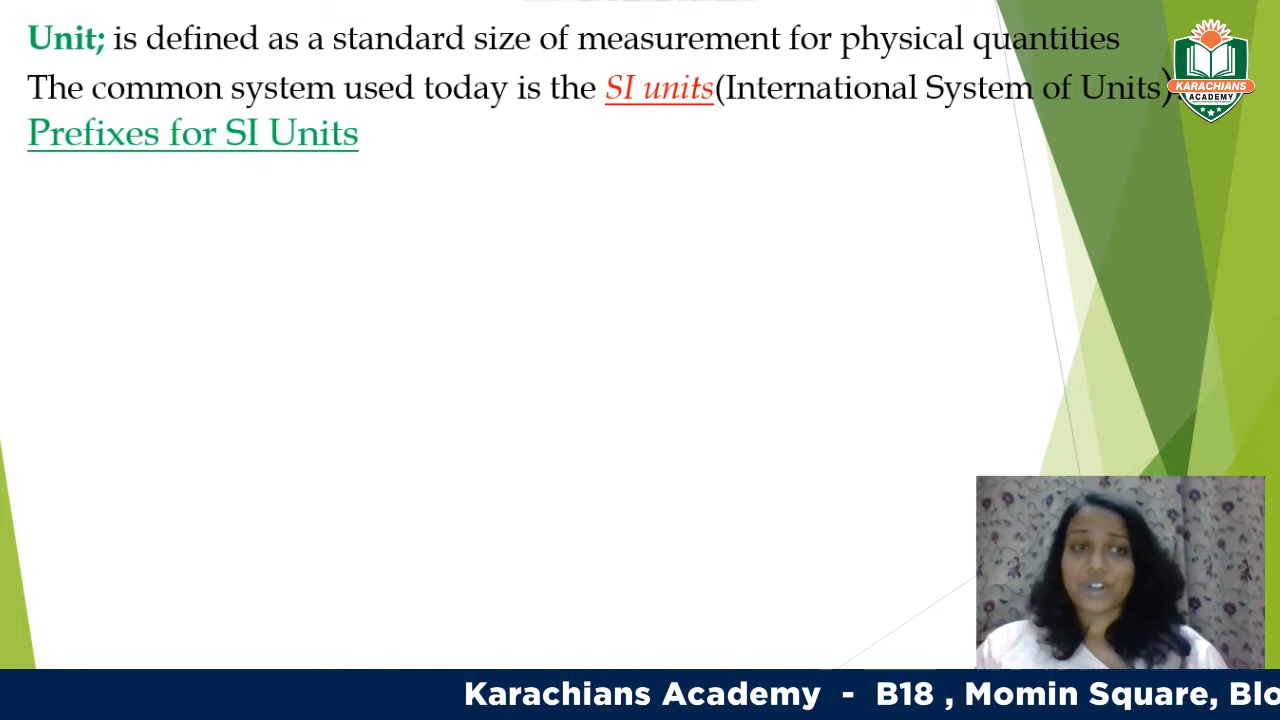 Unit; is defined as a standard size of measurement for physical quantities
The common system used today is the SI units(International System of Units)
Prefixes for SI Units
KARACHIANS
ACADEMY
Karachians Academy - B18 , Momin Square, Blo